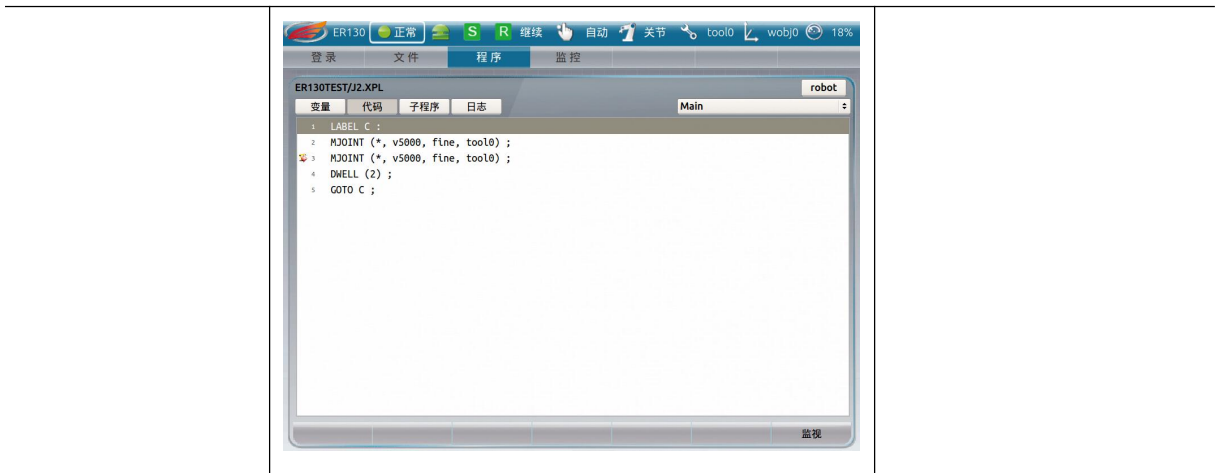 ER130 正常 S R 继续 自动 关节 tool0 wobj0 18%
登录 文件 程序 监控
ER130TEST/J2.XPL robot
变量 代码 子程序 日志 Main
1 LABEL C :
2 MJOINT (*, v5000, fine, tool0) ;
3 MJOINT (*, v5000, fine, tool0) ;
4 DWELL (2) ;
5 GOTO C ;
监视